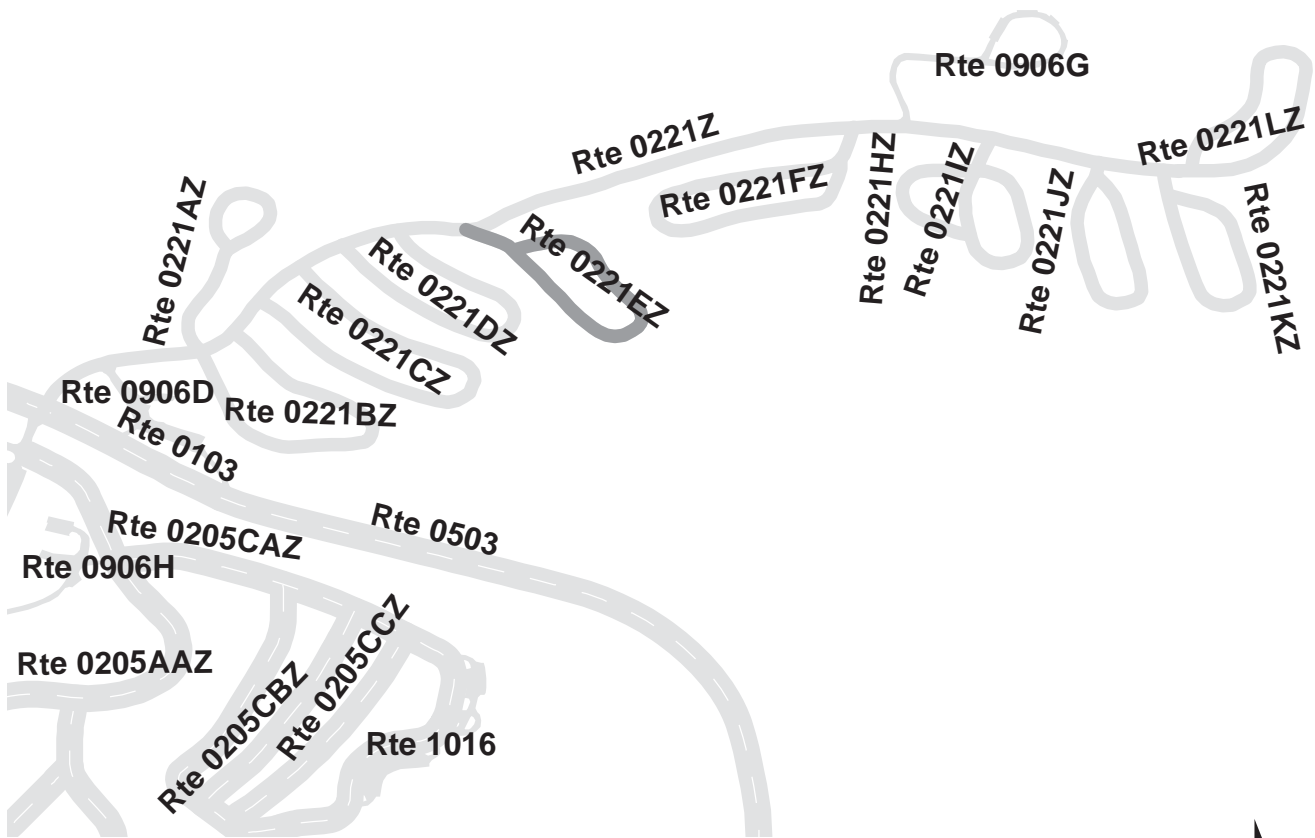 Rte 0906G
Rte 0221Z
Rte 0221LZ
Rte 0221FZ
Rte 0221HZ
Rte 0221IZ
Rte 0221JZ
Rte 0221KZ
Rte 0221AZ
Rte 0221EZ
Rte 0221DZ
Rte 0221CZ
Rte 0906D
Rte 0221BZ
Rte 0103
Rte 0503
Rte 0205CAZ
Rte 0906H
Rte 0205AAZ
Rte 0205CBZ
Rte 0205CCZ
Rte 1016